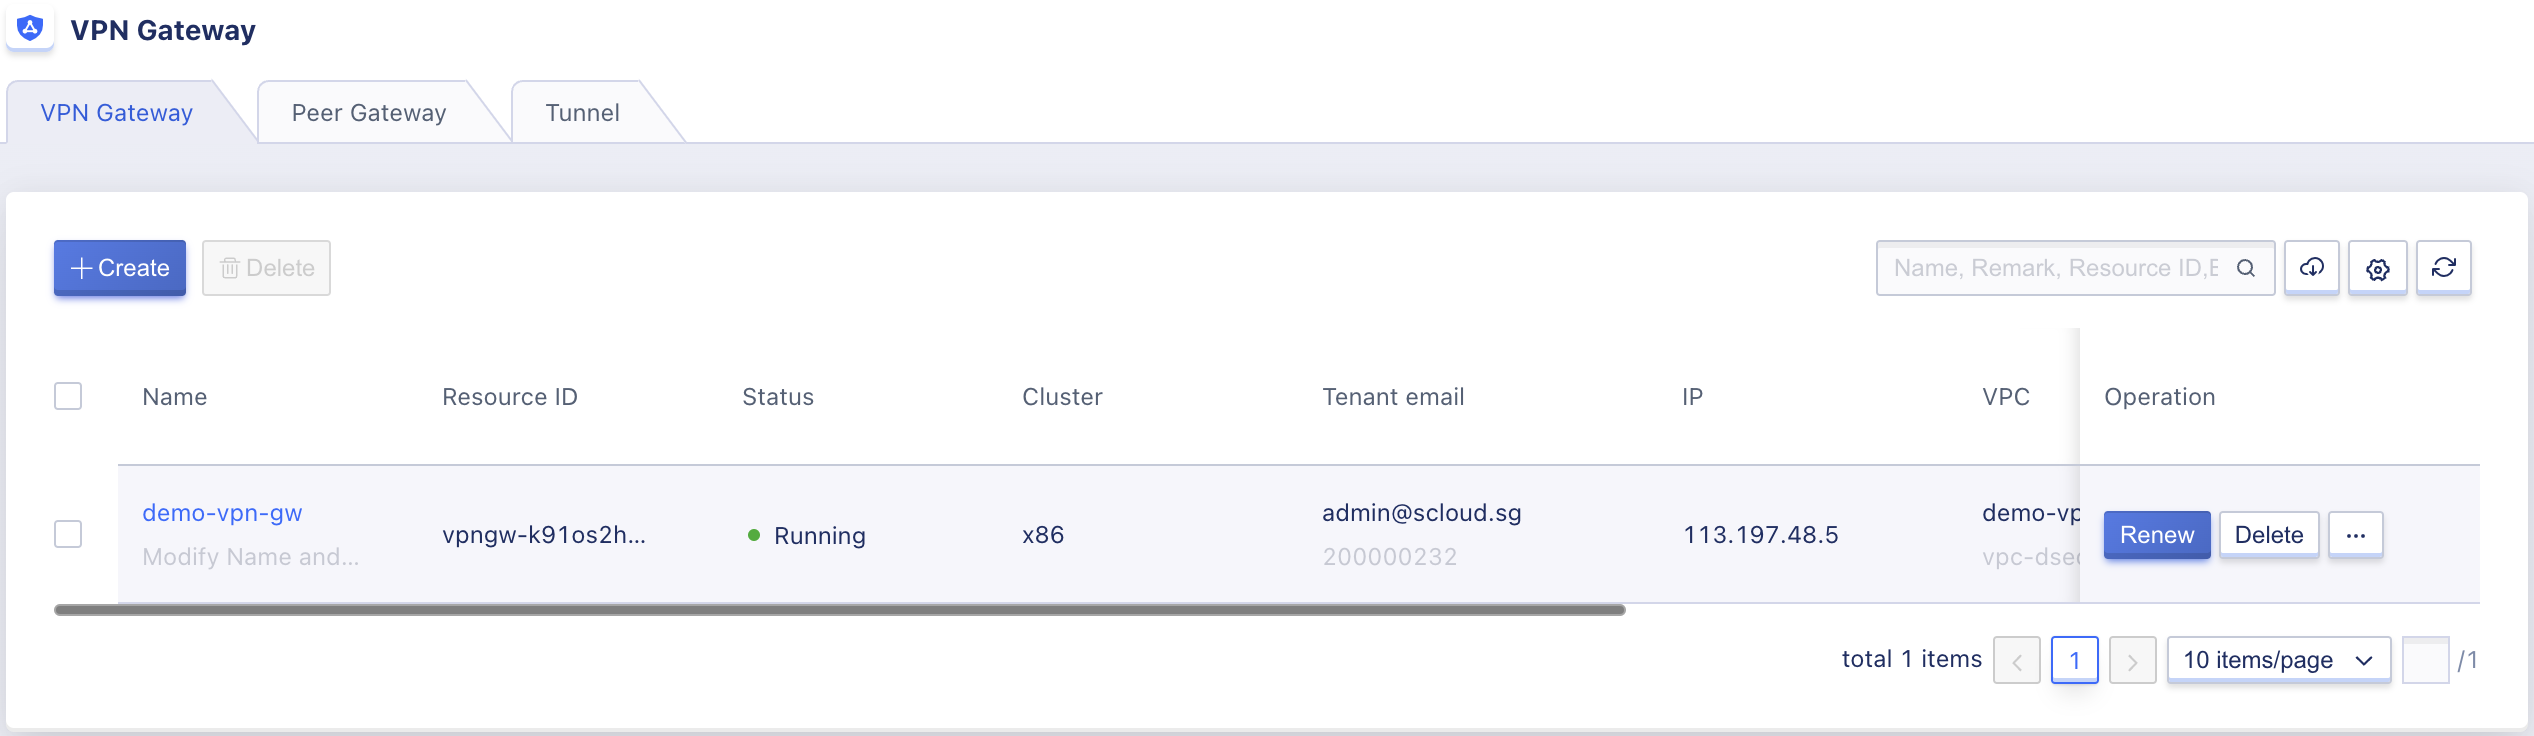 VPN Gateway
VPN Gateway Peer Gateway Tunnel
Create Delete Name, Remark, Resource ID,E
Name Resource ID Status Cluster Tenant email IP VPC Operation
demo-vpn-gw admin@scloud.sg demo-vp
vpngw-k91os2h... Running x86 113.197.48.5 Renew Delete ...
Modify Name and... 200000232 vpc-dsec
total 1 items 1 10 items/page /1